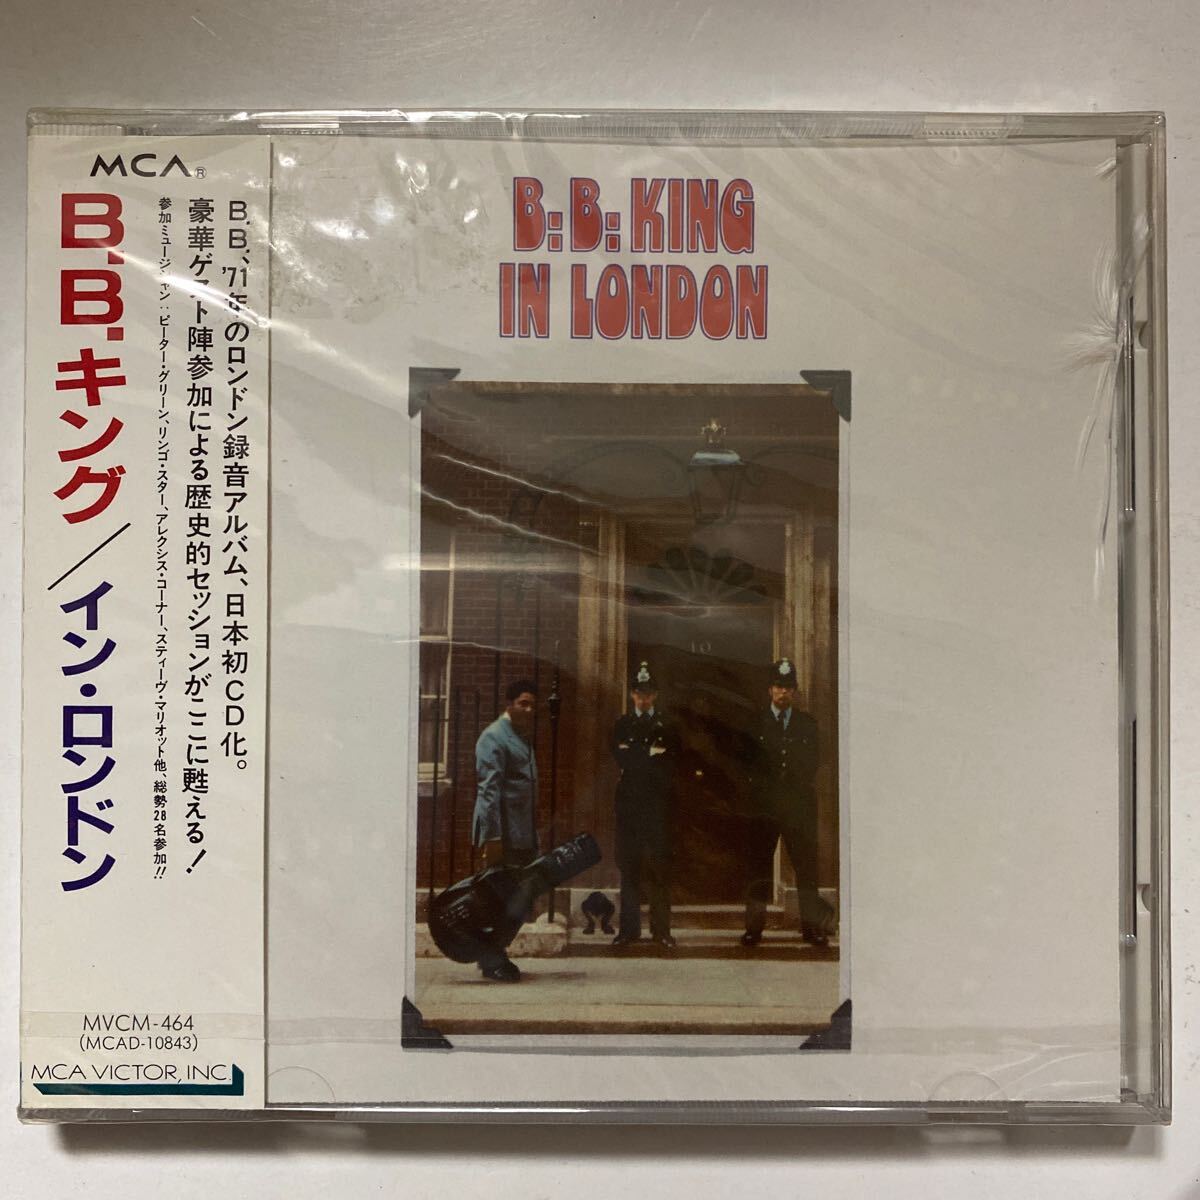 MCA®
B.B.キング/イン・ロンドン
B.B.、'71年のロンドン録音アルバム、日本初CD化。
豪華ゲスト陣参加による歴史的セッションがここに甦える!
参加ミュージシャン:ピーター・グリーン、リンゴ・スター、アレクシス・コーナー、スティーヴ・マリオット他、総勢28名参加!!
MVCM-464
(MCAD-10843)
MCA VICTOR, INC.
B.B. KING
IN LONDON
10